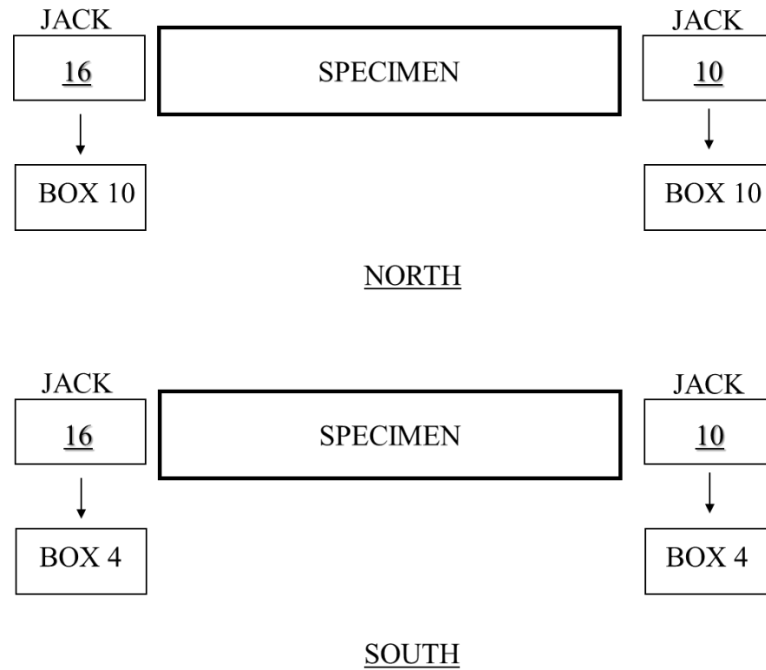 JACK JACK
16 SPECIMEN 10
BOX 10 BOX 10
NORTH
JACK JACK
16 SPECIMEN 10
BOX 4 BOX 4
SOUTH